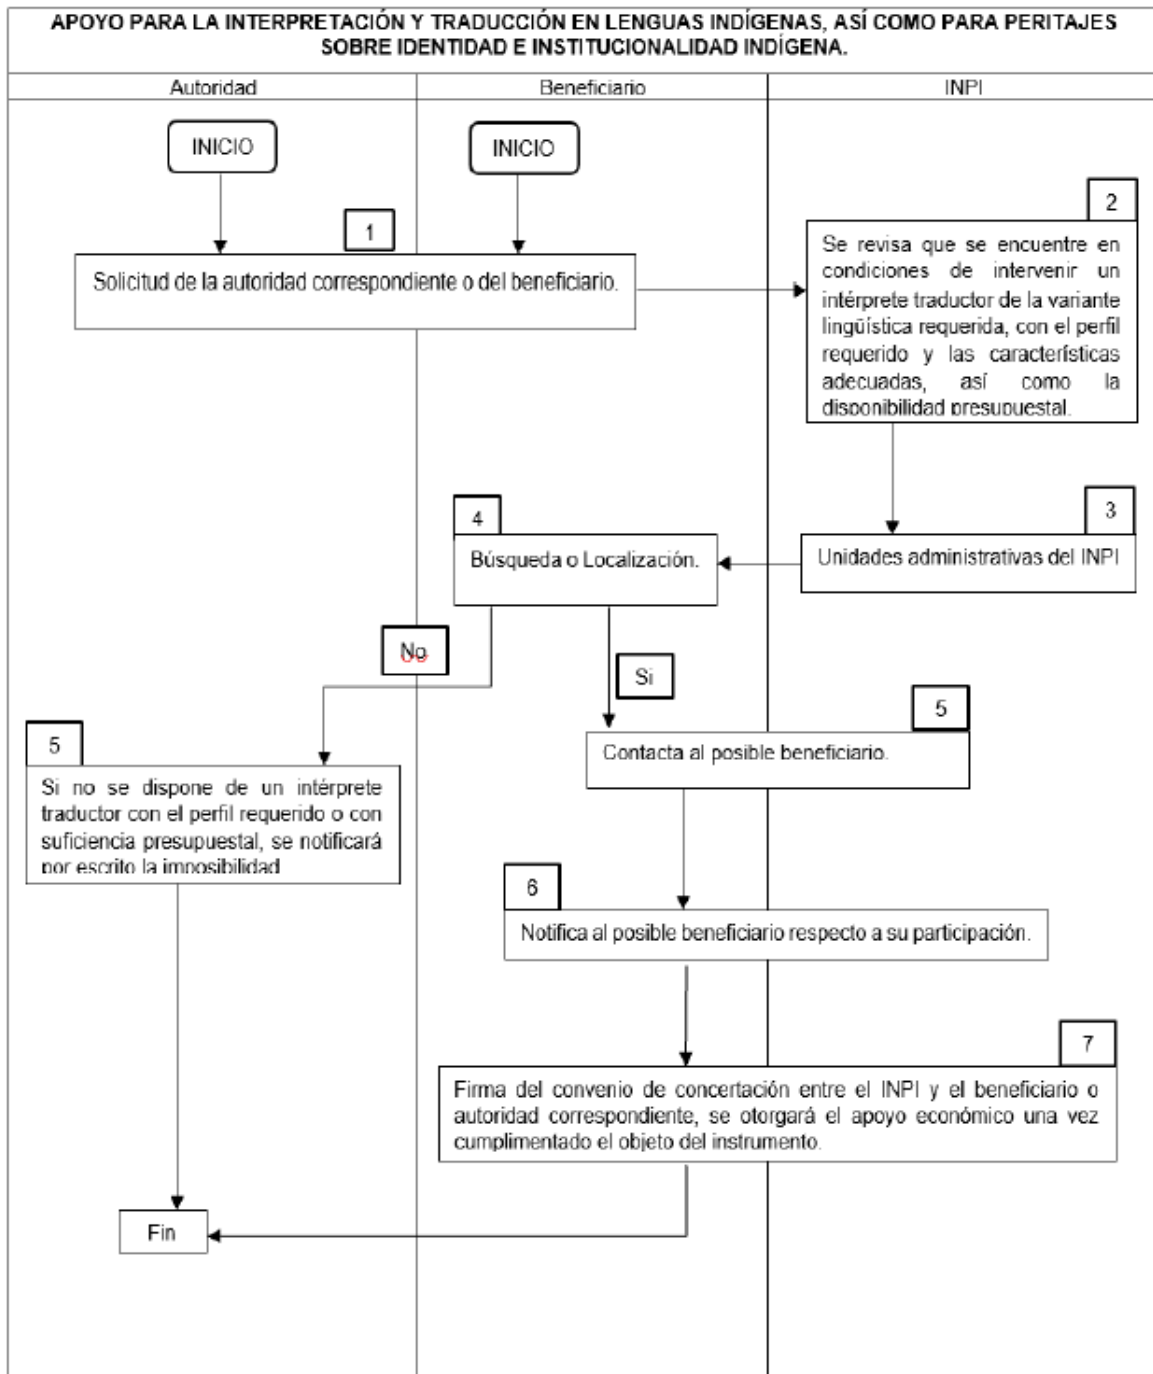 APOYO PARA LA INTERPRETACIÓN Y TRADUCCIÓN EN LENGUAS INDÍGENAS, ASÍ COMO PARA PERITAJES
SOBRE IDENTIDAD E INSTITUCIONALIDAD INDÍGENA.
Autoridad
Beneficiario
INPI
INICIO
INICIO
1
Solicitud de la autoridad correspondiente o del beneficiario.
2
Se revisa que se encuentre en
condiciones de intervenir un
intérprete traductor de la variante
lingüística requerida, con el perfil
requerido y las características
adecuadas, así como la
disponibilidad presupuestal.
3
Unidades administrativas del INPI
4
Búsqueda o Localización.
No
Si
5
Si no se dispone de un intérprete
traductor con el perfil requerido o con
suficiencia presupuestal, se notificará
por escrito la imposibilidad
5
Contacta al posible beneficiario.
6
Notifica al posible beneficiario respecto a su participación.
7
Firma del convenio de concertación entre el INPI y el beneficiario o
autoridad correspondiente, se otorgará el apoyo económico una vez
cumplimentado el objeto del instrumento.
Fin